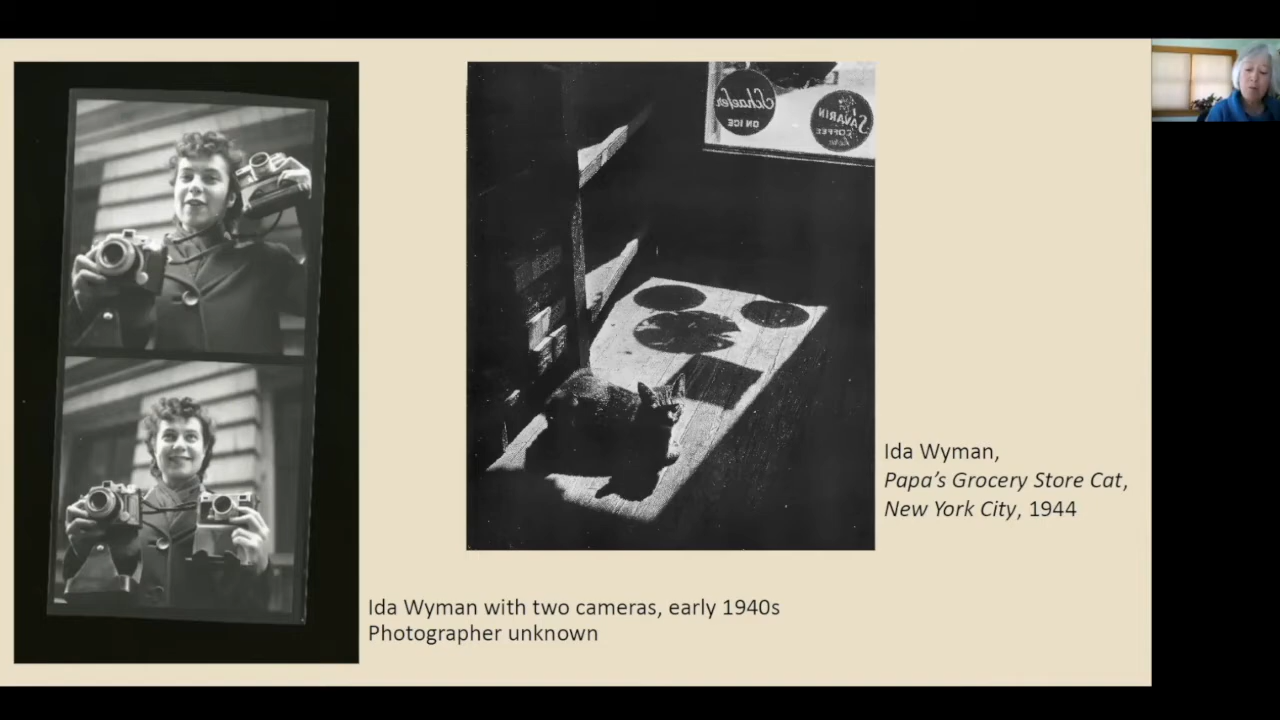 Schaefer
ON ICE
SAVARIN
COFFEE
Ida Wyman,
Papa's Grocery Store Cat,
New York City, 1944
Ida Wyman with two cameras, early 1940s
Photographer unknown